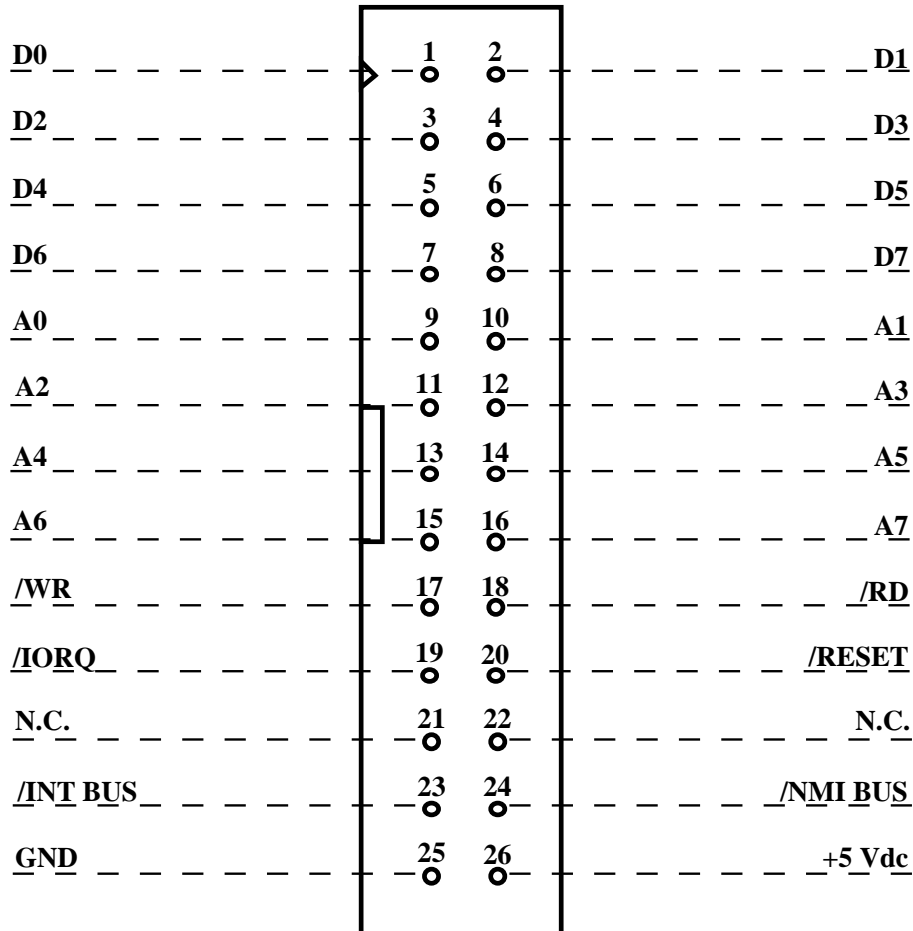 D0 1 2 D1
D2 3 4 D3
D4 5 6 D5
D6 7 8 D7
A0 9 10 A1
A2 11 12 A3
A4 13 14 A5
A6 15 16 A7
/WR 17 18 /RD
/IORQ 19 20 /RESET
N.C. 21 22 N.C.
/INT BUS 23 24 /NMI BUS
GND 25 26 +5 Vdc